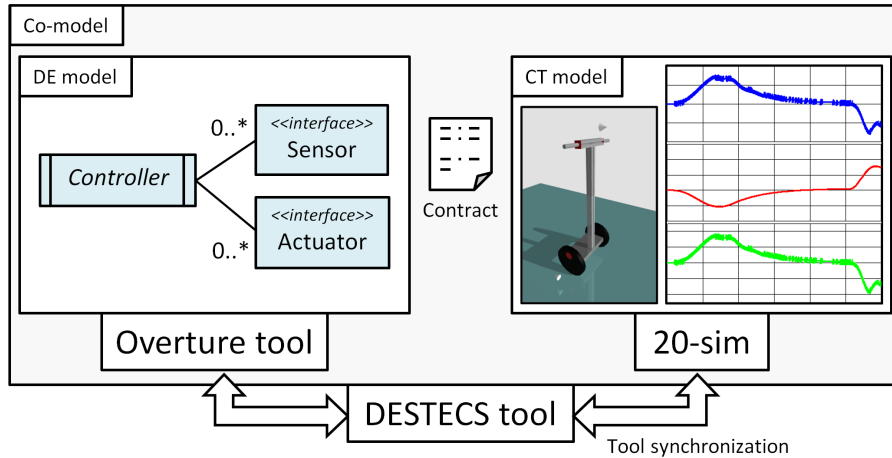 Co-model
DE model
CT model
0..*
<<interface>>
Sensor
Controller
<<interface>>
Actuator
0..*
Contract
Overture tool
20-sim
DESTECS tool
Tool synchronization